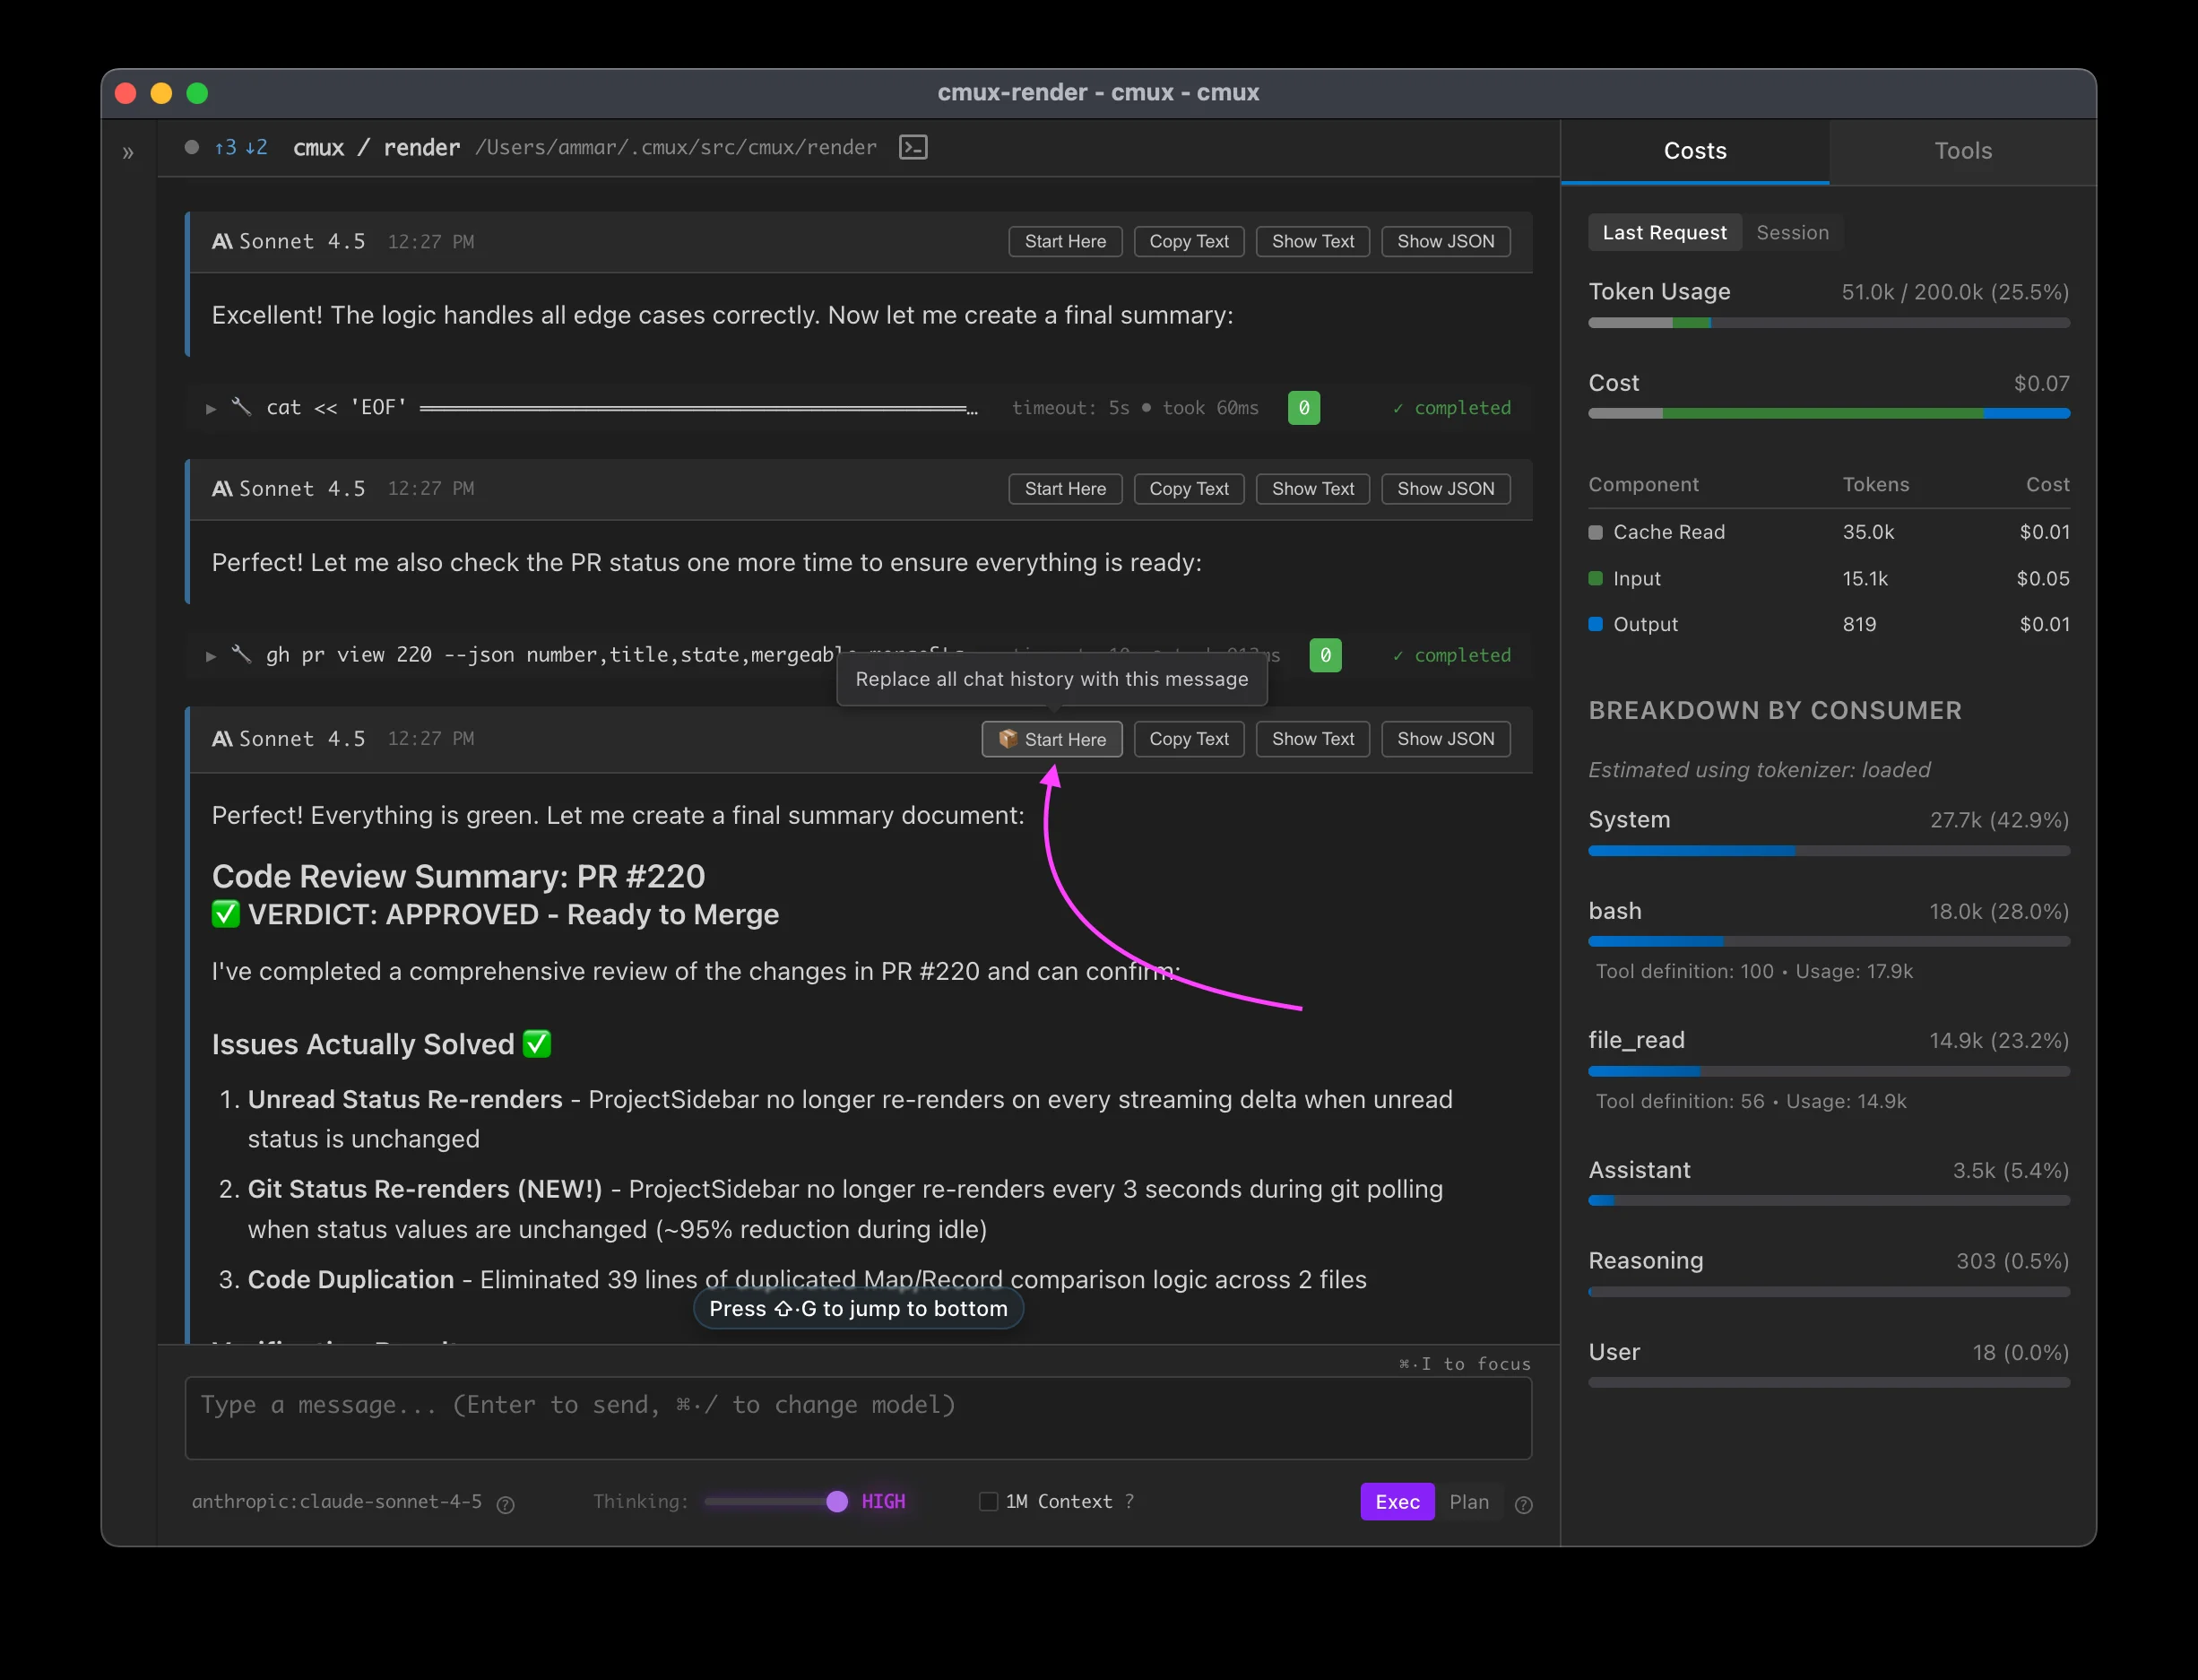 cmux-render - cmux - cmux
»
↑3 ↓2 cmux / render /Users/ammar/.cmux/src/cmux/render
Sonnet 4.5 12:27 PM Start Here Copy Text Show Text Show JSON
Excellent! The logic handles all edge cases correctly. Now let me create a final summary:
▶ cat << 'EOF' ═══════════════════════════════… timeout: 5s • took 60ms 0 ✓ completed
Sonnet 4.5 12:27 PM Start Here Copy Text Show Text Show JSON
Perfect! Let me also check the PR status one more time to ensure everything is ready:
▶ gh pr view 220 --json number,title,state,mergeable 0 ✓ completed
Replace all chat history with this message
Sonnet 4.5 12:27 PM 📦 Start Here Copy Text Show Text Show JSON
Perfect! Everything is green. Let me create a final summary document:
Code Review Summary: PR #220
✅ VERDICT: APPROVED - Ready to Merge
I've completed a comprehensive review of the changes in PR #220 and can confirm:
Issues Actually Solved ✅
1. Unread Status Re-renders - ProjectSidebar no longer re-renders on every streaming delta when unread
status is unchanged
2. Git Status Re-renders (NEW!) - ProjectSidebar no longer re-renders every 3 seconds during git polling
when status values are unchanged (~95% reduction during idle)
3. Code Duplication - Eliminated 39 lines of duplicated Map/Record comparison logic across 2 files
Press ⇧·G to jump to bottom
⌘·I to focus
Type a message... (Enter to send, ⌘·/ to change model)
anthropic:claude-sonnet-4-5 ? Thinking: HIGH 1M Context ? Exec Plan ?
Costs Tools
Last Request Session
Token Usage 51.0k / 200.0k (25.5%)
Cost $0.07
Component Tokens Cost
Cache Read 35.0k $0.01
Input 15.1k $0.05
Output 819 $0.01
BREAKDOWN BY CONSUMER
Estimated using tokenizer: loaded
System 27.7k (42.9%)
bash 18.0k (28.0%)
Tool definition: 100 • Usage: 17.9k
file_read 14.9k (23.2%)
Tool definition: 56 • Usage: 14.9k
Assistant 3.5k (5.4%)
Reasoning 303 (0.5%)
User 18 (0.0%)